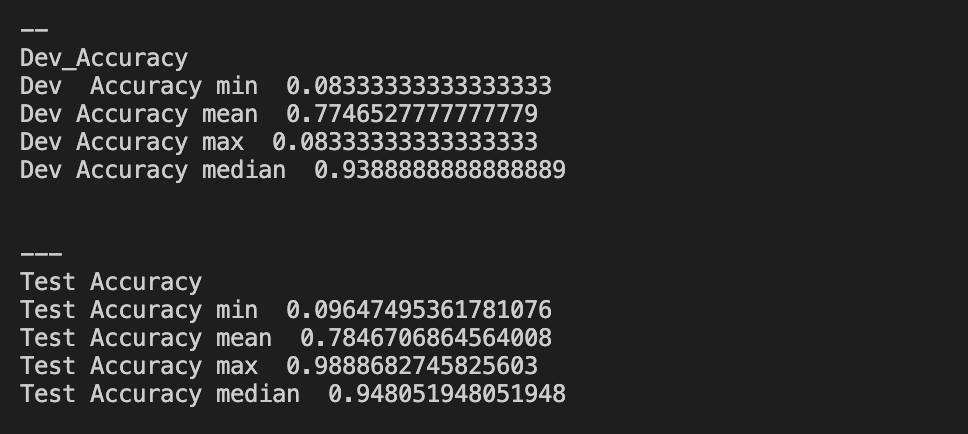 --
Dev_Accuracy
Dev  Accuracy min  0.08333333333333333
Dev Accuracy mean  0.7746527777777779
Dev Accuracy max  0.08333333333333333
Dev Accuracy median  0.9388888888888889
---
Test Accuracy
Test Accuracy min  0.09647495361781076
Test Accuracy mean  0.7846706864564008
Test Accuracy max  0.9888682745825603
Test Accuracy median  0.948051948051948